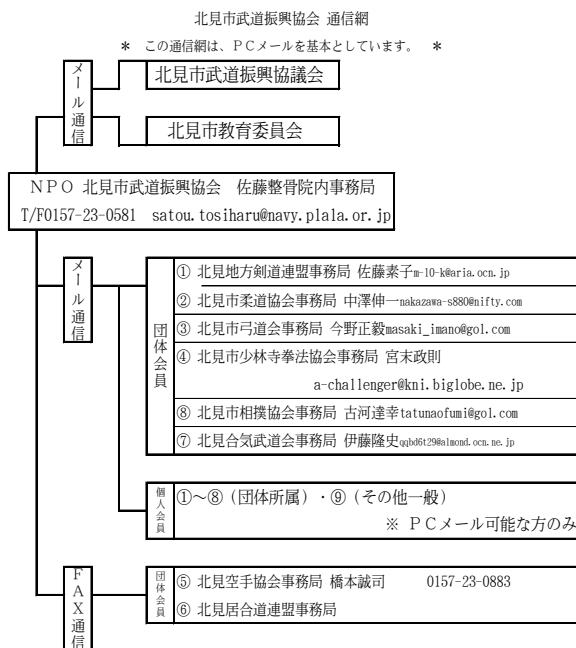 北見市武道振興協会 通信網
＊ この通信網は、ＰＣメールを基本としています。 ＊
メール通信
北見市武道振興協議会
北見市教育委員会
ＮＰＯ 北見市武道振興協会　佐藤整骨院内事務局
T/F0157-23-0581　satou.tosiharu@navy.plala.or.jp
メール通信
団体会員
① 北見地方剣道連盟事務局 佐藤素子m-10-k@aria.ocn.jp
② 北見市柔道協会事務局 中澤伸一nakazawa-s880@nifty.com
③ 北見市弓道会事務局 今野正毅masaki_imano@gol.com
④ 北見市少林寺拳法協会事務局 宮末政則
a-challenger@kni.biglobe.ne.jp
⑧ 北見市相撲協会事務局 古河達幸tatunaofumi@gol.com
⑦ 北見合気武道会事務局 伊藤隆史qqbd6t29@almond.ocn.ne.jp
個人会員
①～⑧（団体所属）・⑨（その他一般）
※ ＰＣメール可能な方のみ
ＦＡＸ通信
団体会員
⑤ 北見空手協会事務局 橋本誠司　0157-23-0883
⑥ 北見居合道連盟事務局